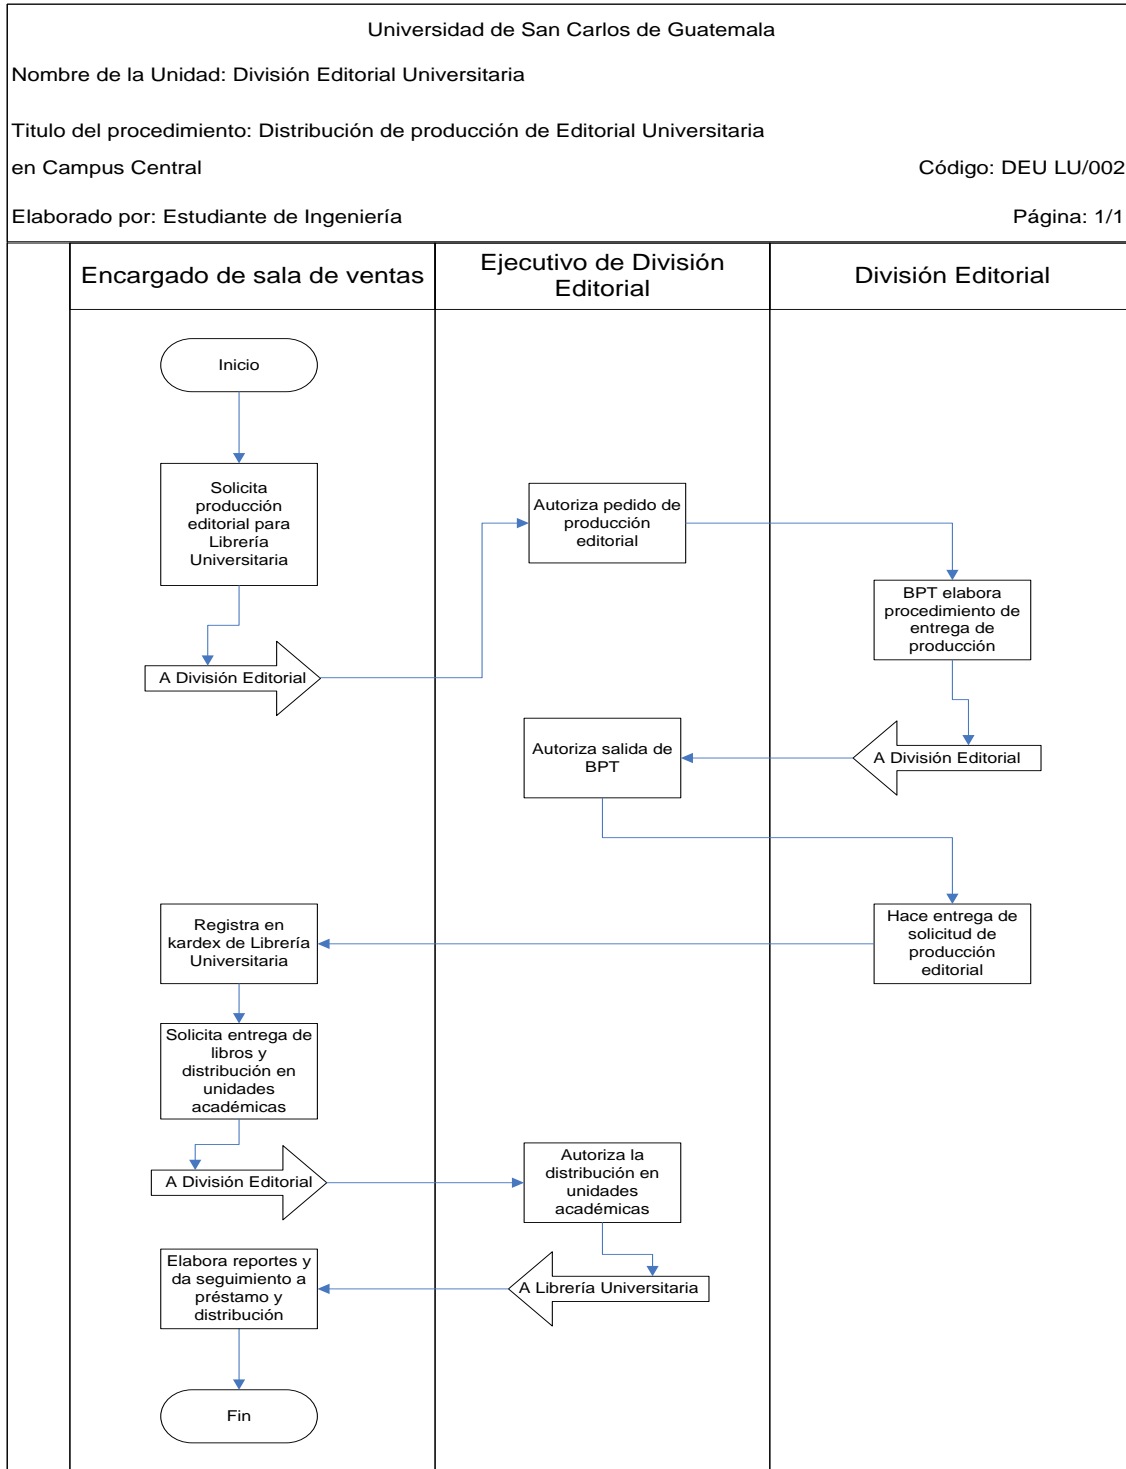 Universidad de San Carlos de Guatemala
Nombre de la Unidad: División Editorial Universitaria
Titulo del procedimiento: Distribución de producción de Editorial Universitaria
en Campus Central
Código: DEU LU/002
Elaborado por: Estudiante de Ingeniería
Página: 1/1
Encargado de sala de ventas
Ejecutivo de División
Editorial
División Editorial
Inicio
Solicita
producción
editorial para
Librería
Universitaria
A División Editorial
Autoriza pedido de
producción
editorial
BPT elabora
procedimiento de
entrega de
producción
A División Editorial
Autoriza salida de
BPT
Hace entrega de
solicitud de
producción
editorial
Registra en
kardex de Librería
Universitaria
Solicita entrega de
libros y
distribución en
unidades
académicas
A División Editorial
Autoriza la
distribución en
unidades
académicas
A Librería Universitaria
Elabora reportes y
da seguimiento a
préstamo y
distribución
Fin